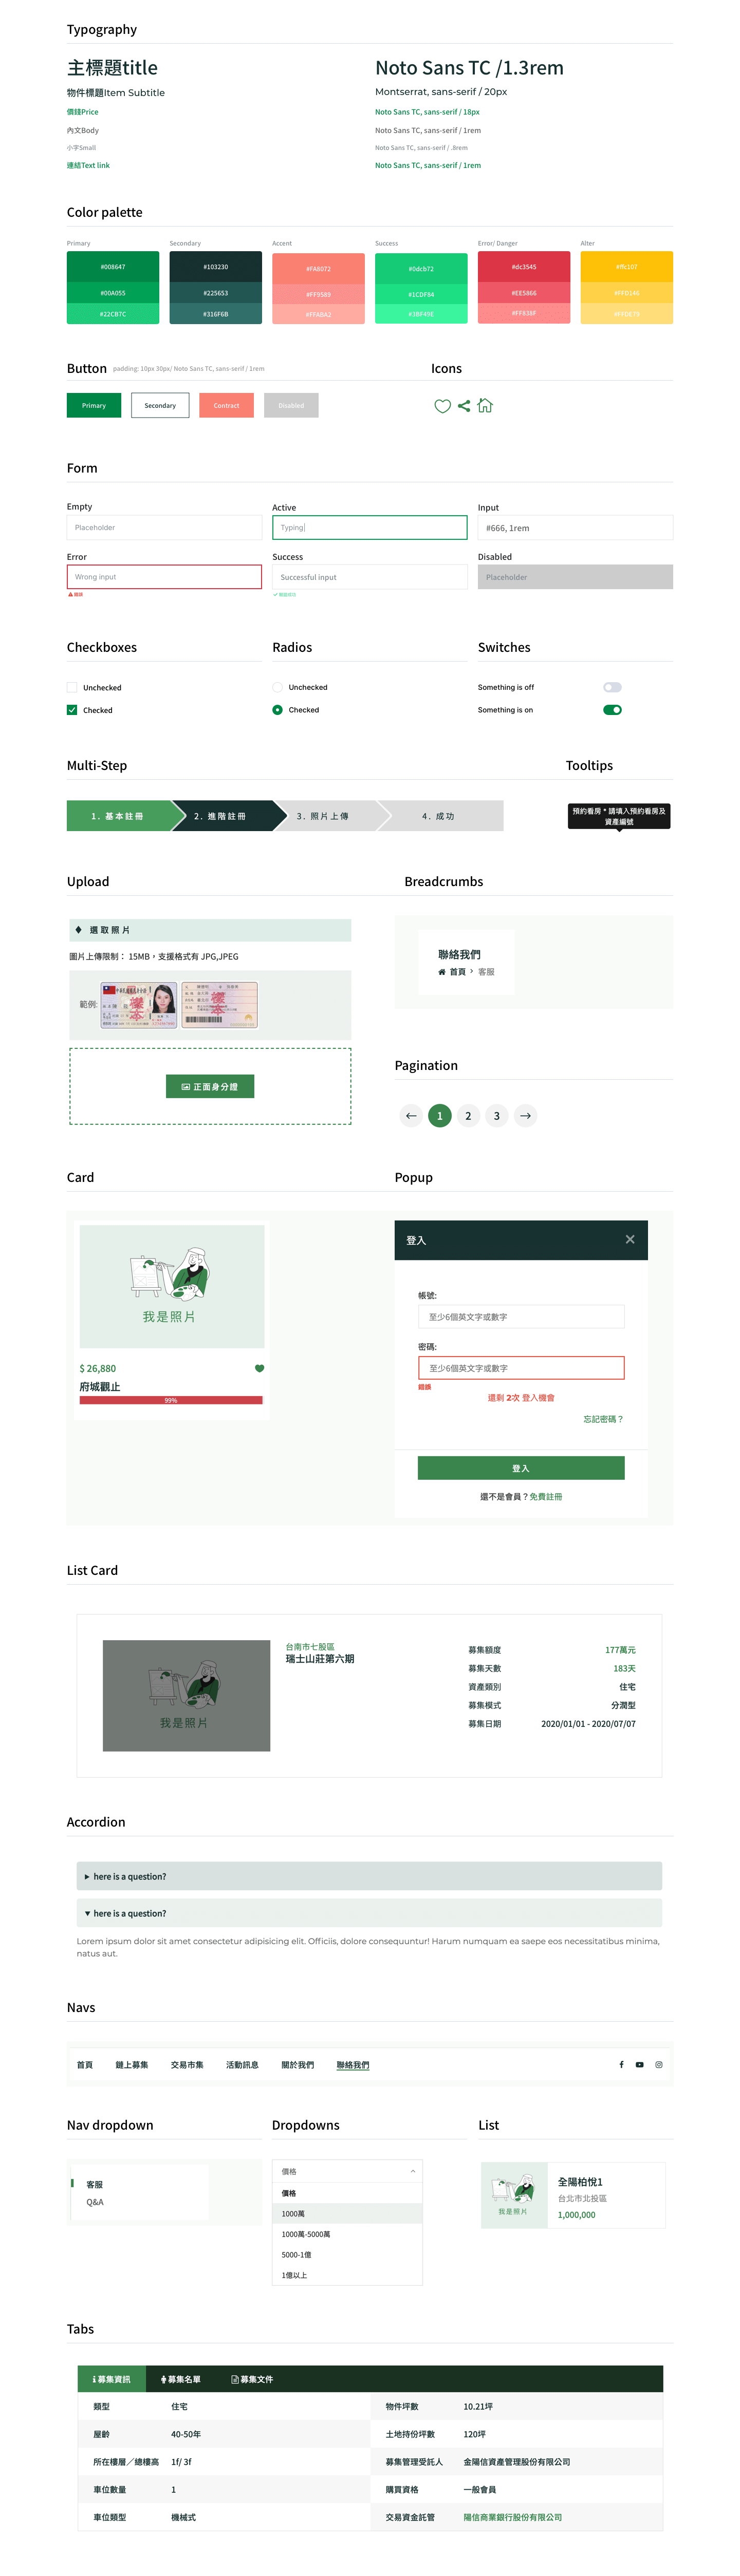 Typography
主標題title
Noto Sans TC /1.3rem
物件標題Item Subtitle
Montserrat, sans-serif / 20px
價錢Price
Noto Sans TC, sans-serif / 18px
內文Body
Noto Sans TC, sans-serif / 1rem
小字Small
Noto Sans TC, sans-serif / .8rem
連結Text link
Noto Sans TC, sans-serif / 1rem
Color palette
Primary
Secondary
Accent
Success
Error/ Danger
Alter
#008647
#103230
#FA8072
#0dcb72
#dc3545
#ffc107
#00A055
#225653
#FF9589
#1CDF84
#EE5866
#FFD146
#22CB7C
#316F6B
#FFABA2
#3BF49E
#FF838F
Button
padding: 10px 30px/ Noto Sans TC, sans-serif / 1rem
Icons
Primary
Secondary
Contract
Disabled
Form
Empty
Active
Input
Placeholder
Typing
#666, 1rem
Error
Success
Disabled
Wrong input
Successful input
Placeholder
Checkboxes
Radios
Switches
Unchecked
Unchecked
Something is off
Checked
Checked
Something is on
Multi-Step
Tooltips
1. 基本註冊
2. 進階註冊
3. 照片上傳
4. 成功
預約看房 * 請填入預約看房及
資產編號
Upload
Breadcrumbs
選取照片
圖片上傳限制： 15MB，支援格式有 JPG,JPEG
範例:
樣本
樣本
正面身分證
聯絡我們
首頁 › 客服
Pagination
← 1 2 3 →
Card
Popup
我是照片
$ 26,880
府城觀止
99%
登入
帳號:
至少6個英文字或數字
密碼:
至少6個英文字或數字
錯誤
還剩 2次 登入機會
忘記密碼？
登入
還不是會員？免費註冊
List Card
我是照片
台南市七股區
瑞士山莊第六期
募集額度
177萬元
募集天數
183天
資產類別
住宅
募集模式
分潤型
募集日期
2020/01/01 - 2020/07/07
Accordion
here is a question?
here is a question?
Lorem ipsum dolor sit amet consectetur adipisicing elit. Officiis, dolore consequuntur! Harum numquam ea saepe eos necessitatibus minima,
natus aut.
Navs
首頁
鏈上募集
交易市集
活動訊息
關於我們
聯絡我們
Nav dropdown
Dropdowns
List
客服
Q&A
價格
價格
1000萬
1000萬-5000萬
5000-1億
1億以上
我是照片
全陽柏悅1
台北市北投區
1,000,000
Tabs
募集資訊
募集名單
募集文件
類型
住宅
物件坪數
10.21坪
屋齡
40-50年
土地持份坪數
120坪
所在樓層／總樓高
1f/ 3f
募集管理受託人
金陽信資產管理股份有限公司
車位數量
1
購買資格
一般會員
車位類型
機械式
交易資金託管
陽信商業銀行股份有限公司